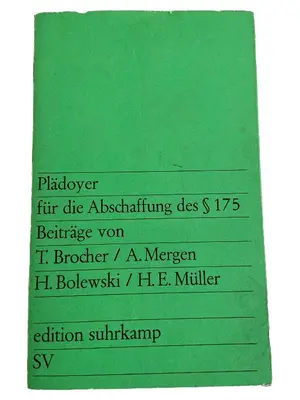 Plädoyer
für die Abschaffung des § 175
Beiträge von
T. Brocher / A. Mergen
H. Bolewski / H. E. Müller
edition suhrkamp
SV